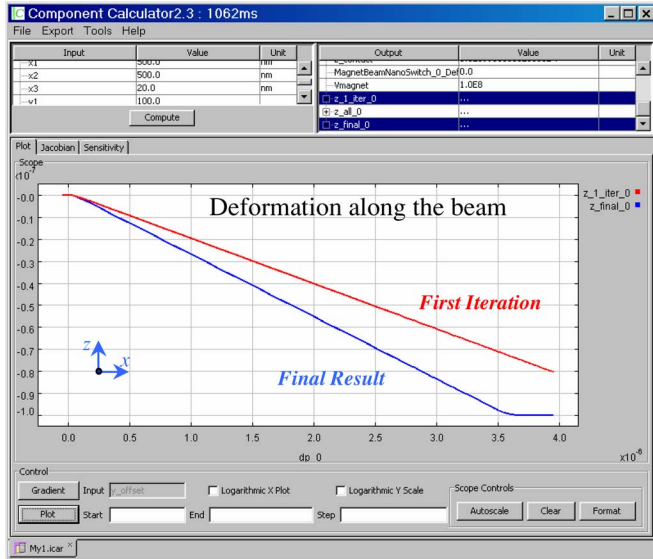 Component Calculator2.3 : 1062ms
File Export Tools Help
Input Value Unit
x1 500.0 nm
x2 500.0 nm
x3 20.0 nm
y1 100.0
Compute
Output Value Unit
z_contact
MagnetBeamNanoSwitch_0_Def 0.0
Vmagnet 1.0E8
z_1_iter_0 ...
z_all_0 ...
z_final_0 ...
Plot Jacobian Sensitivity
Scope
x10^-7
Deformation along the beam
z_1_iter_0
z_final_0
-0.0
-0.1
-0.2
-0.3
-0.4
-0.5
-0.6
-0.7
-0.8
-0.9
-1.0
First Iteration
Final Result
z
x
0.0 0.5 1.0 1.5 2.0 2.5 3.0 3.5 4.0
dp_0
x10^-6
Control
Gradient Input y_offset Logarithmic X Plot Logarithmic Y Scale
Plot Start End Step
Scope Controls
Autoscale Clear Format
My1.icar